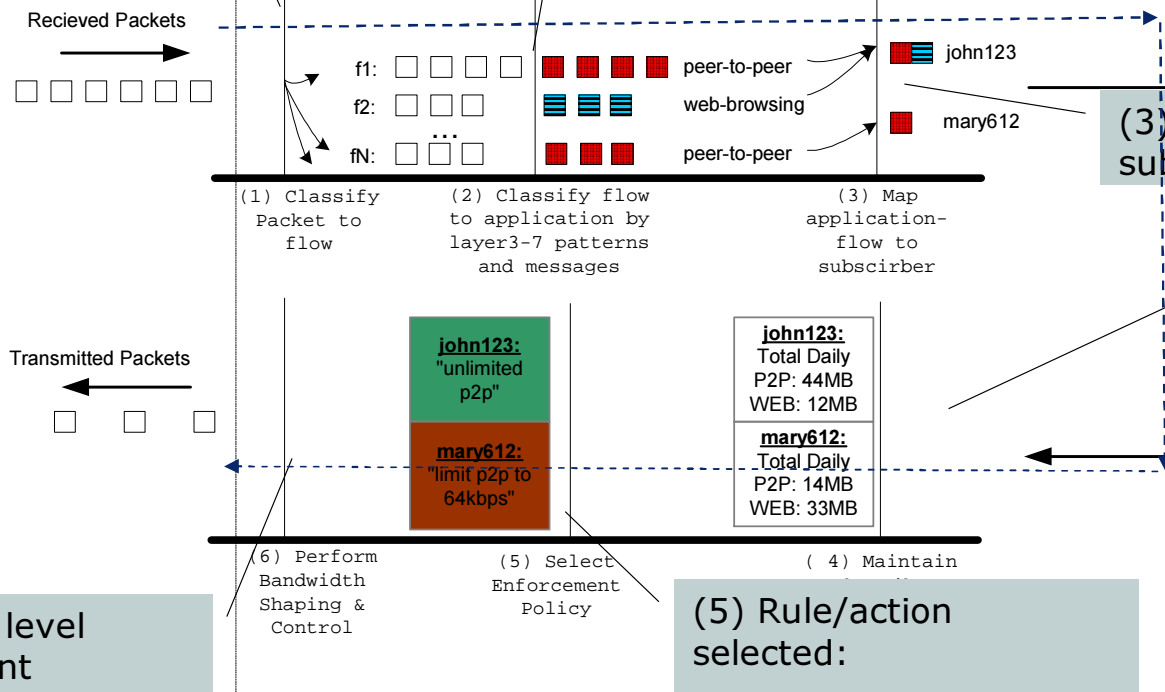 Recieved Packets
f1:
peer-to-peer
john123
f2:
web-browsing
mary612
...
fN:
peer-to-peer
(3)
(1) Classify
Packet to
flow
(2) Classify flow
to application by
layer3-7 patterns
and messages
(3) Map
application-
flow to
subscirber
Transmitted Packets
john123:
"unlimited
p2p"
mary612:
"limit p2p to
64kbps"
john123:
Total Daily
P2P: 44MB
WEB: 12MB
mary612:
Total Daily
P2P: 14MB
WEB: 33MB
(6) Perform
Bandwidth
Shaping &
Control
(5) Select
Enforcement
Policy
( 4) Maintain
level
(5) Rule/action
selected: